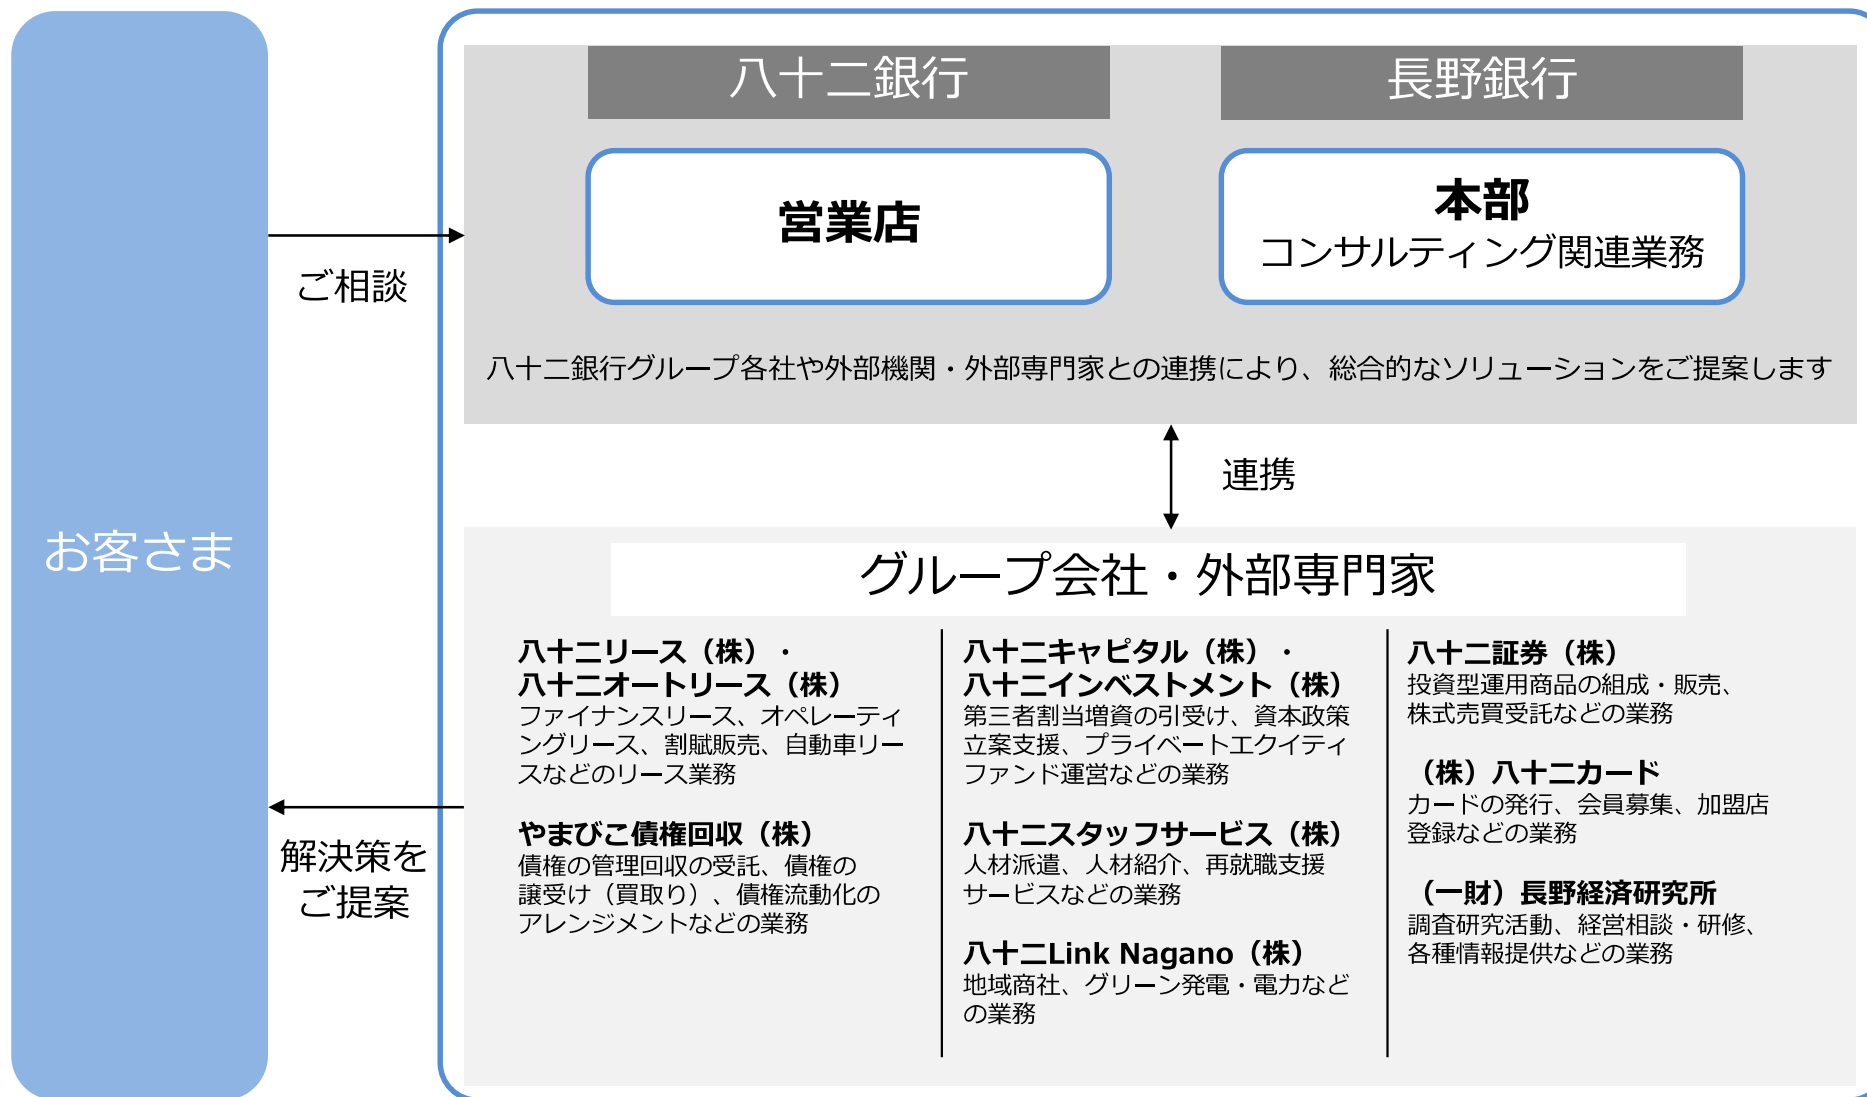 八十二銀行
長野銀行
営業店
本部
コンサルティング関連業務
ご相談
八十二銀行グループ各社や外部機関・外部専門家との連携により、総合的なソリューションをご提案します
連携
お客さま
グループ会社・外部専門家
八十二リース（株）・
八十二オートリース（株）
ファイナンスリース、オペレーティ
ングリース、割賦販売、自動車リー
スなどのリース業務
やまびこ債権回収（株）
債権の管理回収の受託、債権の
譲受け（買取り）、債権流動化の
アレンジメントなどの業務
八十二キャピタル（株）・
八十二インベストメント（株）
第三者割当増資の引受け、資本政策
立案支援、プライベートエクイティ
ファンド運営などの業務
八十二スタッフサービス（株）
人材派遣、人材紹介、再就職支援
サービスなどの業務
八十二Link Nagano（株）
地域商社、グリーン発電・電力など
の業務
八十二証券（株）
投資型運用商品の組成・販売、
株式売買受託などの業務
（株）八十二カード
カードの発行、会員募集、加盟店
登録などの業務
（一財）長野経済研究所
調査研究活動、経営相談・研修、
各種情報提供などの業務
解決策を
ご提案